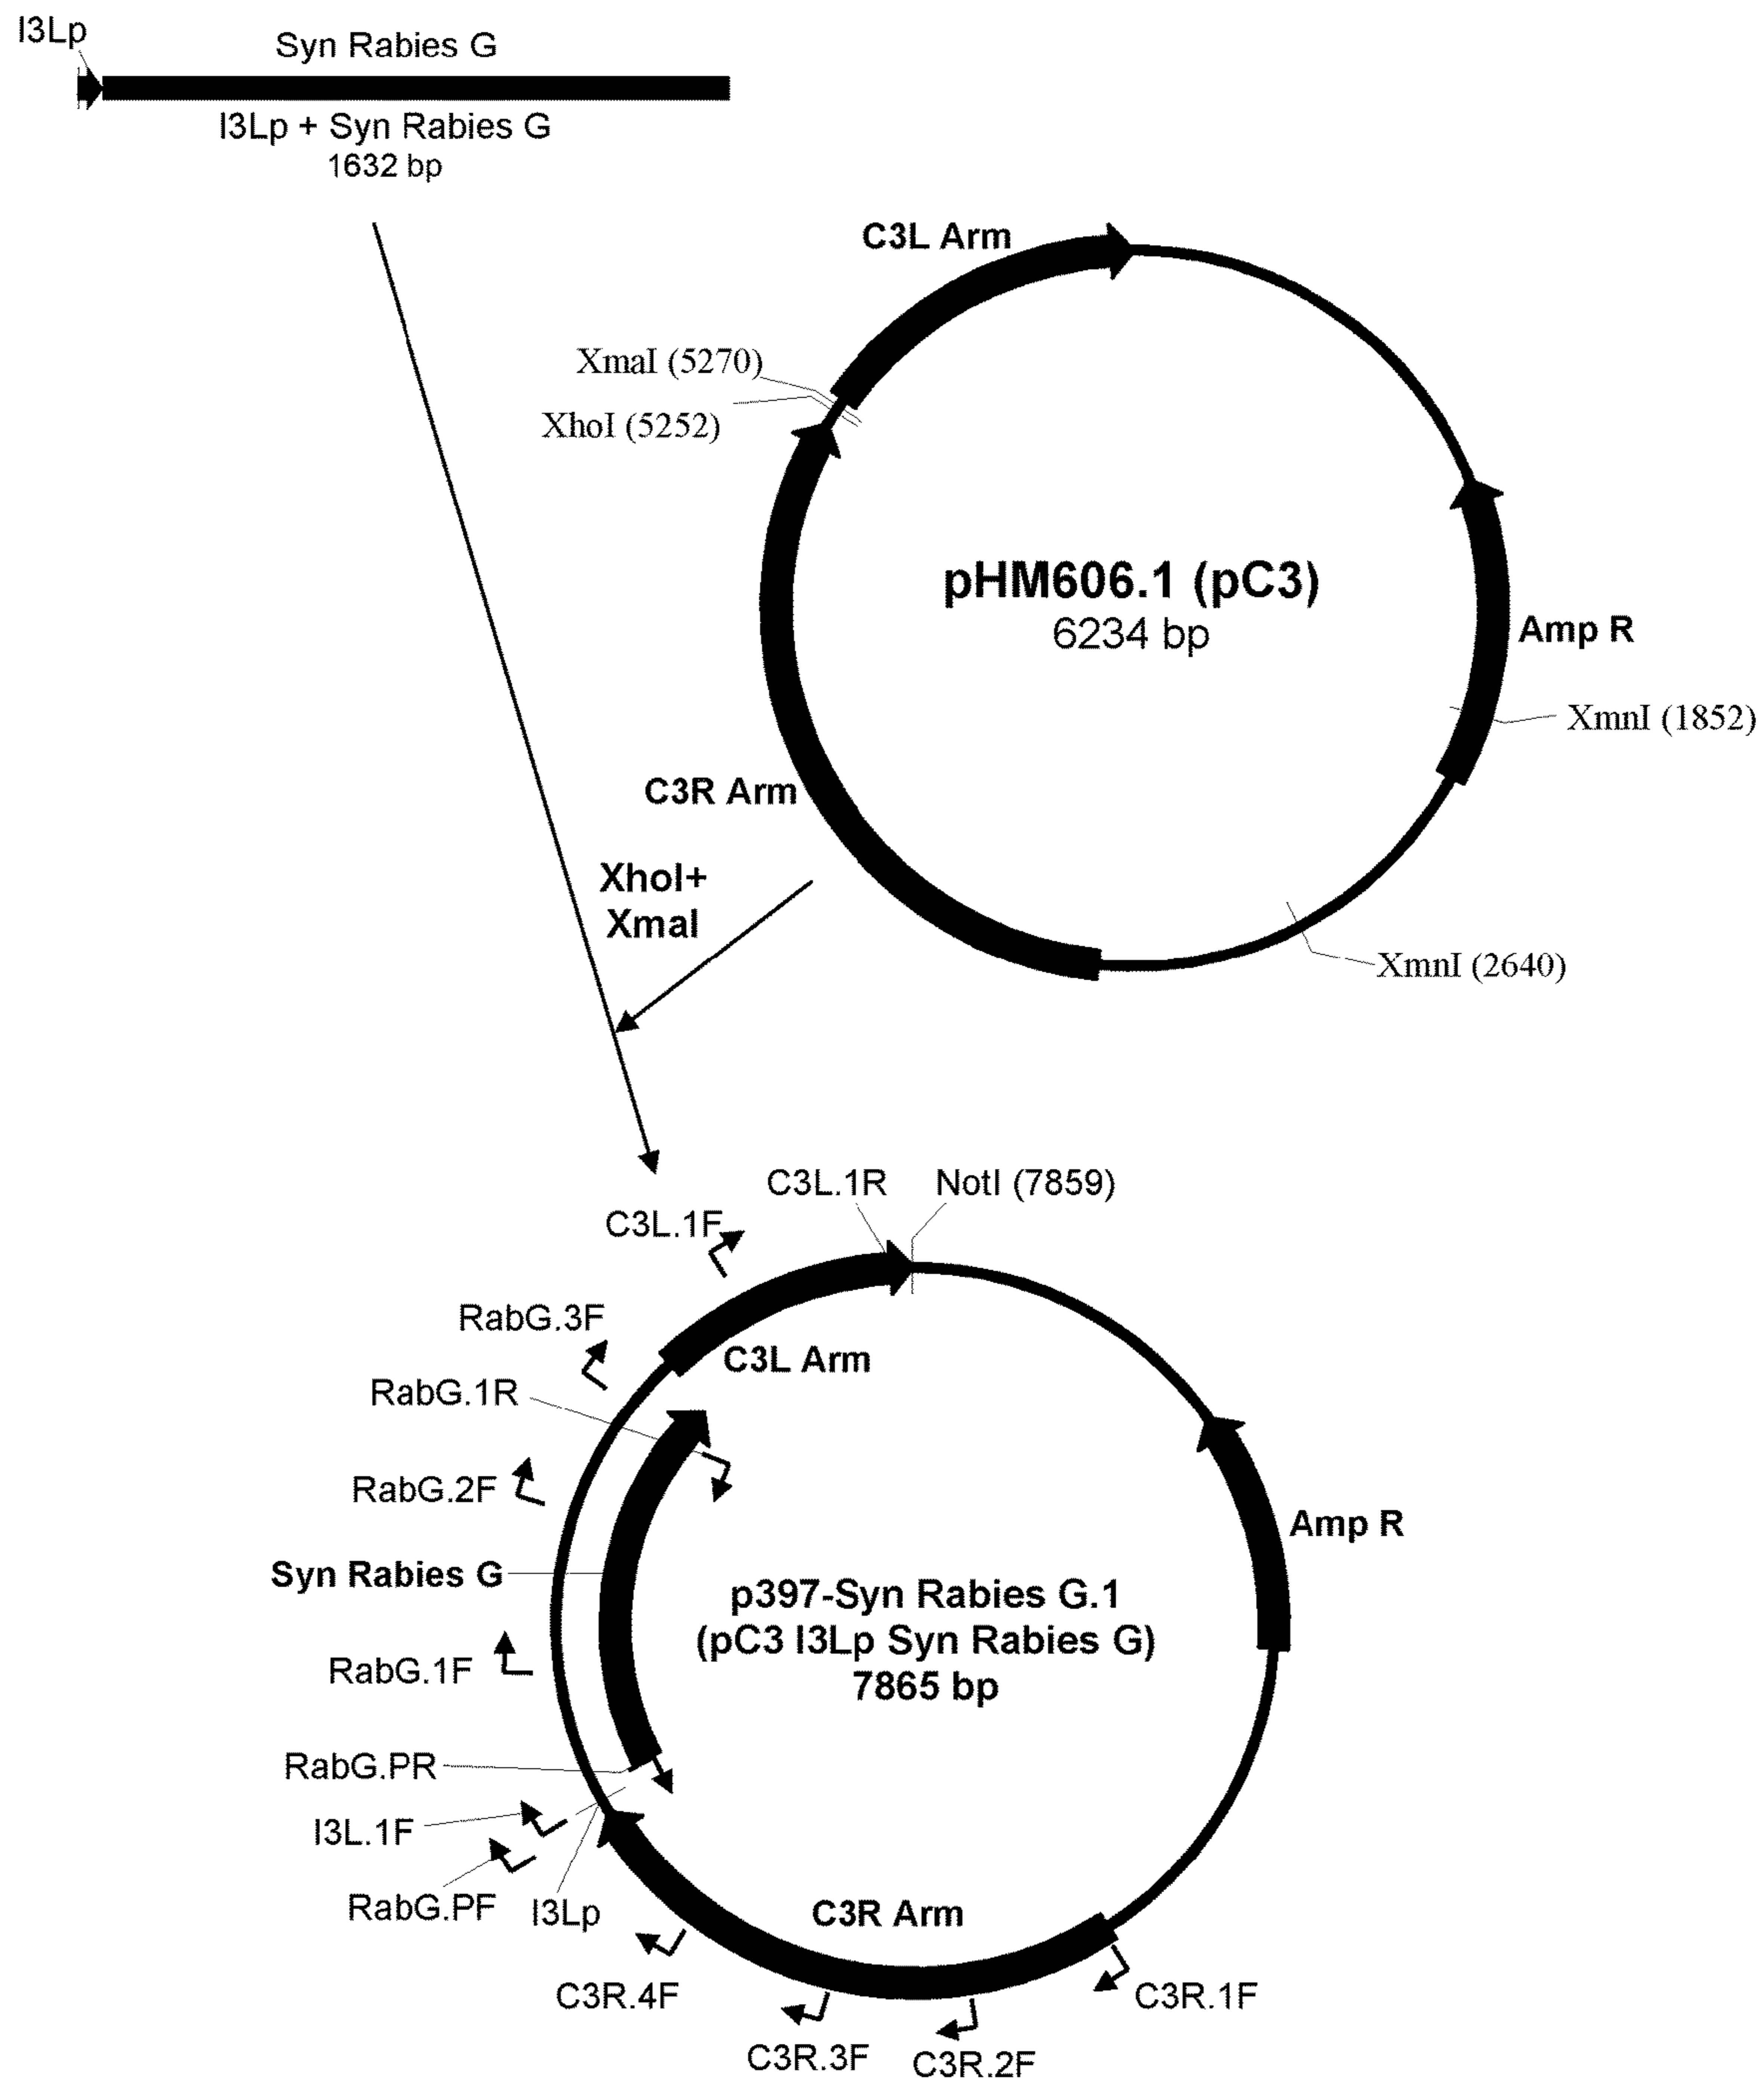 I3Lp
Syn Rabies G
I3Lp + Syn Rabies G
1632 bp
C3L Arm
XmaI (5270)
XhoI (5252)
pHM606.1 (pC3)
6234 bp
Amp R
XmnI (1852)
C3R Arm
XhoI+
XmaI
XmnI (2640)
C3L.1R
NotI (7859)
C3L.1F
RabG.3F
C3L Arm
RabG.1R
RabG.2F
Amp R
Syn Rabies G
p397-Syn Rabies G.1
(pC3 I3Lp Syn Rabies G)
7865 bp
RabG.1F
RabG.PR
I3L.1F
RabG.PF
I3Lp
C3R Arm
C3R.4F
C3R.1F
C3R.3F
C3R.2F